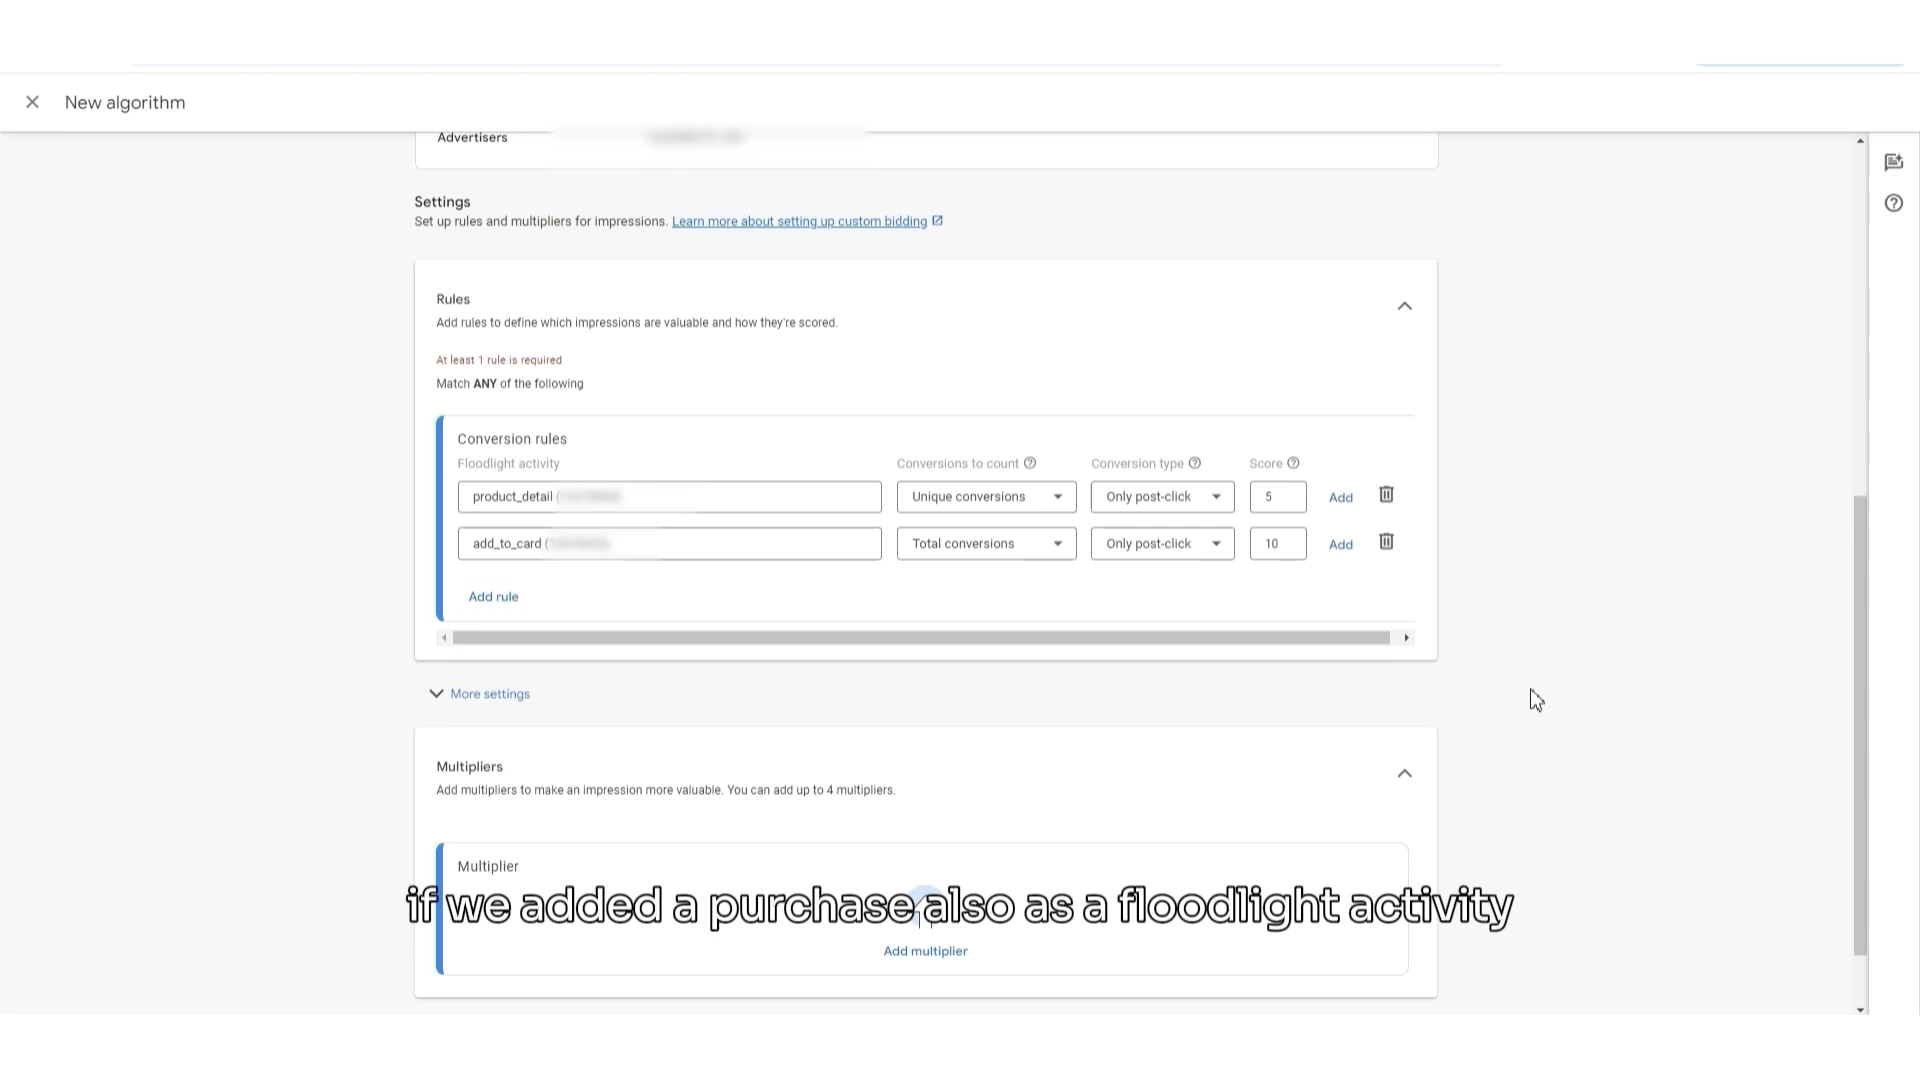 New algorithm
Advertisers
Settings
Set up rules and multipliers for impressions. Learn more about setting up custom bidding
Rules
Add rules to define which impressions are valuable and how they're scored.
At least 1 rule is required
Match ANY of the following
Conversion rules
Floodlight activity Conversions to count Conversion type Score
product_detail ( Unique conversions Only post-click 5 Add
add_to_card ( Total conversions Only post-click 10 Add
Add rule
More settings
Multipliers
Add multipliers to make an impression more valuable. You can add up to 4 multipliers.
Multiplier
if we added a purchase also as a floodlight activity
Add multiplier